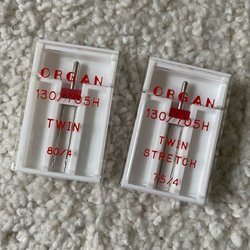 ORGAN
130/705H
TWIN
80/4
ORGAN
130/705H
TWIN
STRETCH
75/4